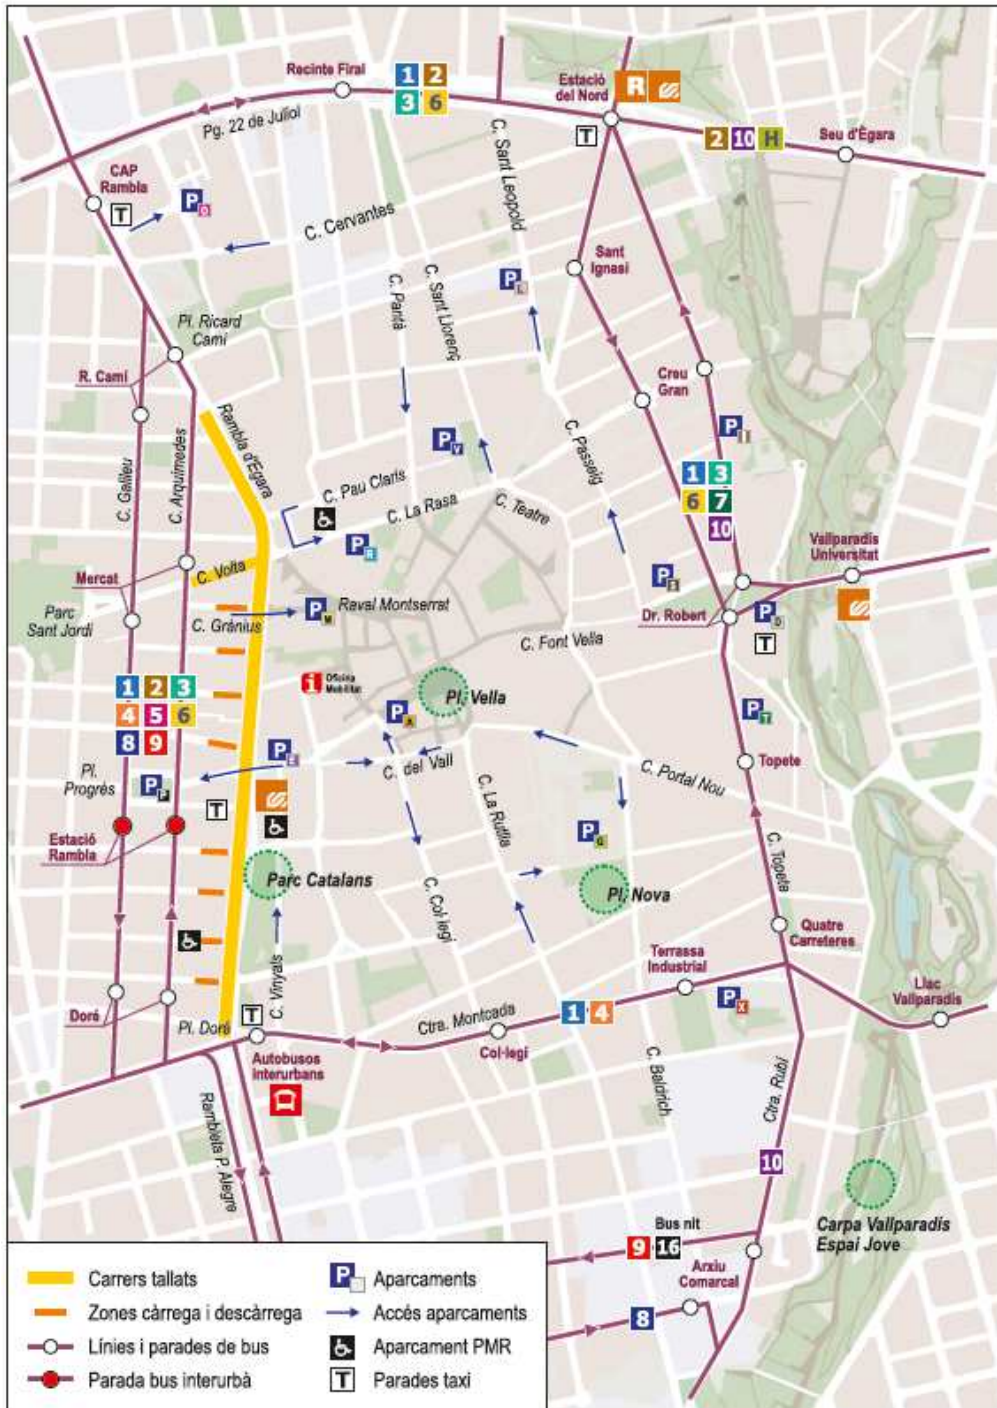 Recinte Firal
1 2
3 6
Estació
del Nord
R
T
2 10 H
Seu d'Ègara
Pg. 22 de Juliol
CAP
Rambla
T
P O
C. Cervantes
C. Sant Leopold
Sant
Ignasi
P L
C. Pantà
C. Sant Llorenç
Pl. Ricard
Camí
R. Camí
Creu
Gran
P I
Rambla d'Egara
P V
C. Passeig
C. Galileu
C. Arquimedes
C. Pau Claris
C. La Rasa
C. Teatre
1 3
6 7
10
P R
Vallparadís
Universitat
Mercat
C. Volta
Parc
Sant Jordi
C. Grànius
P M
Raval Montserrat
Dr. Robert
P D
T
C. Font Vella
i Oficina
Mobilitat
1 2 3
4 5 6
8 9
Pl. Vella
P A
P T
Pl.
Progrés
P P
P E
C. del Vall
C. Portal Nou
Topete
T
Estació
Rambla
C. La Rutlla
P G
C. Topete
Parc Catalans
Pl. Nova
C. Col·legi
Quatre
Carreteres
Terrassa
Industrial
Llac
Vallparadís
Doré
Pl. Doré
T
C. Vinyals
Ctra. Montcada
1 4
P X
Col·legi
Autobusos
interurbans
C. Baldrich
Ctra. Rubí
Rambleta P. Alegre
10
Carpa Vallparadís
Espai Jove
Bus nit
9 16
Arxiu
Comarcal
8
Carrers tallats
P Aparcaments
Zones càrrega i descàrrega
Accés aparcaments
Línies i parades de bus
Aparcament PMR
Parada bus interurbà
T Parades taxi